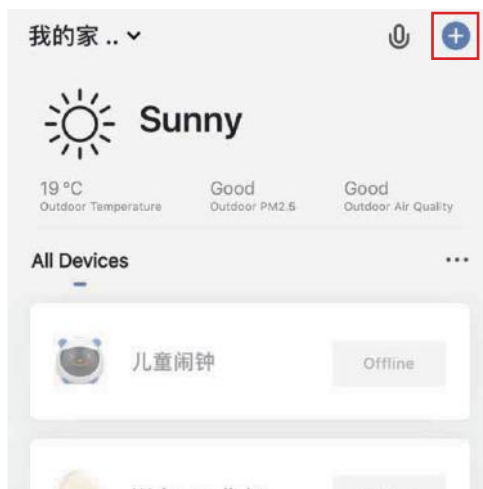 我的家 ..
Sunny
19 °C
Outdoor Temperature
Good
Outdoor PM2.5
Good
Outdoor Air Quality
All Devices
儿童闹钟
Offline